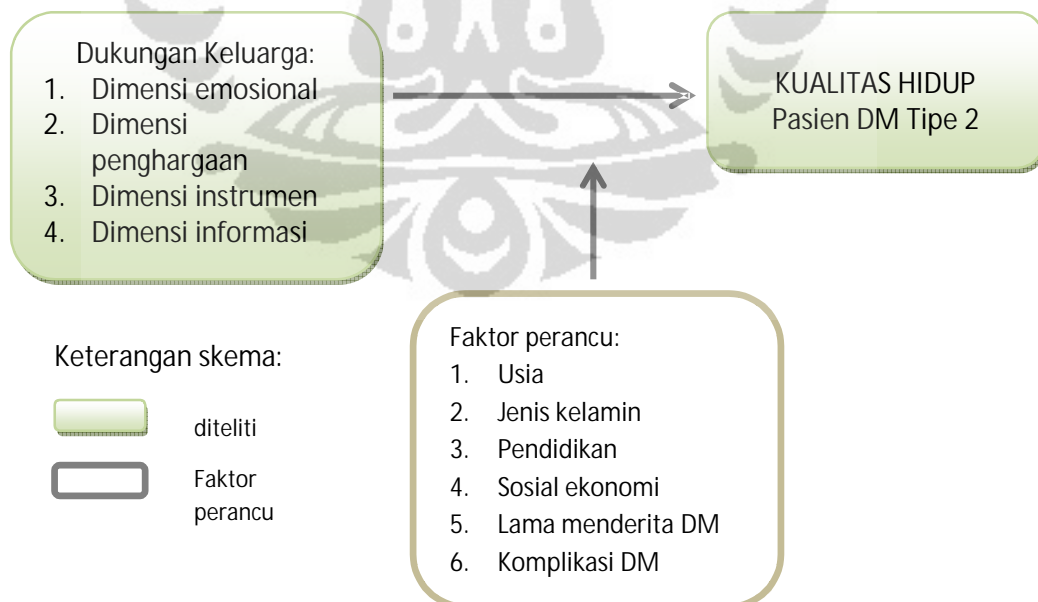 Dukungan Keluarga:
1. Dimensi emosional
2. Dimensi
penghargaan
3. Dimensi instrumen
4. Dimensi informasi
KUALITAS HIDUP
Pasien DM Tipe 2
Faktor perancu:
1. Usia
2. Jenis kelamin
3. Pendidikan
4. Sosial ekonomi
5. Lama menderita DM
6. Komplikasi DM
Keterangan skema:
diteliti
Faktor
perancu